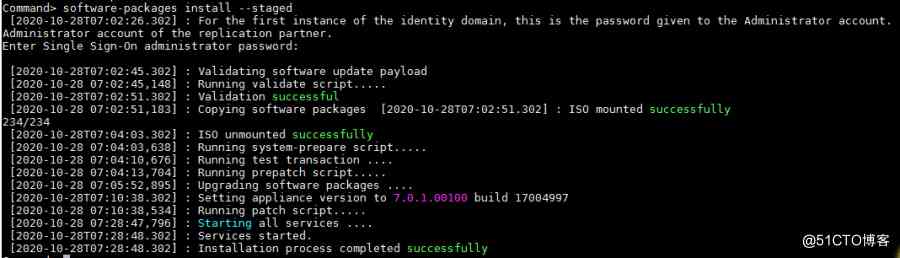 Command> software-packages install --staged
[2020-10-28T07:02:26.302] : For the first instance of the identity domain, this is the password given to the Administrator account.
Administrator account of the replication partner.
Enter Single Sign-On administrator password:
[2020-10-28T07:02:45.302] : Validating software update payload
[2020-10-28 07:02:45,148] : Running validate script.....
[2020-10-28T07:02:51.302] : Validation successful
[2020-10-28 07:02:51,183] : Copying software packages  [2020-10-28T07:02:51.302] : ISO mounted successfully
234/234
[2020-10-28T07:04:03.302] : ISO unmounted successfully
[2020-10-28 07:04:03,638] : Running system-prepare script.....
[2020-10-28 07:04:10,676] : Running test transaction ....
[2020-10-28 07:04:13,704] : Running prepatch script.....
[2020-10-28 07:05:52,895] : Upgrading software packages ....
[2020-10-28T07:10:38.302] : Setting appliance version to 7.0.1.00100 build 17004997
[2020-10-28 07:10:38,534] : Running patch script.....
[2020-10-28 07:28:47,796] : Starting all services ....
[2020-10-28T07:28:48.302] : Services started.
[2020-10-28T07:28:48.302] : Installation process completed successfully
@51CTO博客